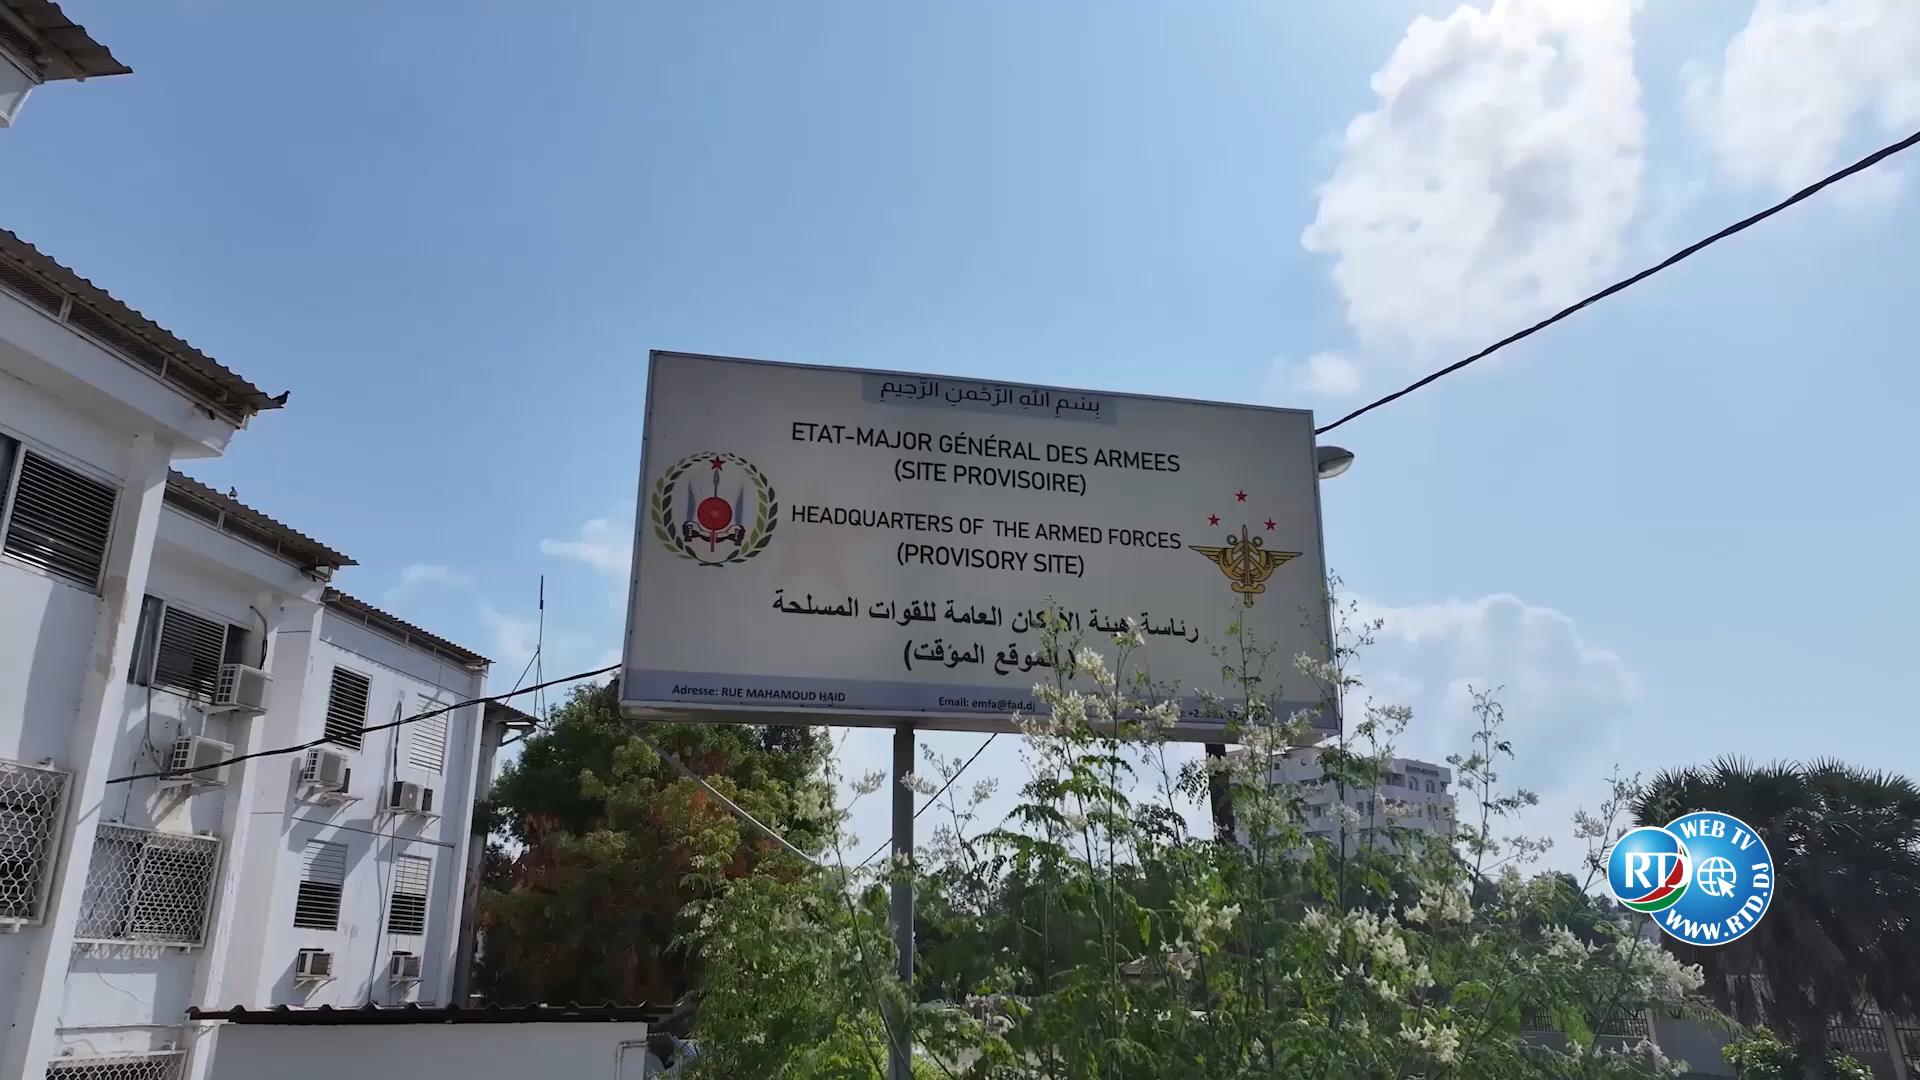 بِسْمِ اللهِ الرَّحْمنِ الرَّحِيمِ
ETAT-MAJOR GÉNÉRAL DES ARMEES
(SITE PROVISOIRE)
HEADQUARTERS OF THE ARMED FORCES
(PROVISORY SITE)
رئاسة هيئة الأركان العامة للقوات المسلحة
(الموقع المؤقت)
Adresse: RUE MAHAMOUD HAID
Email: emfa@fad.dj
RTD
WEB TV
WWW.RTD.DJ